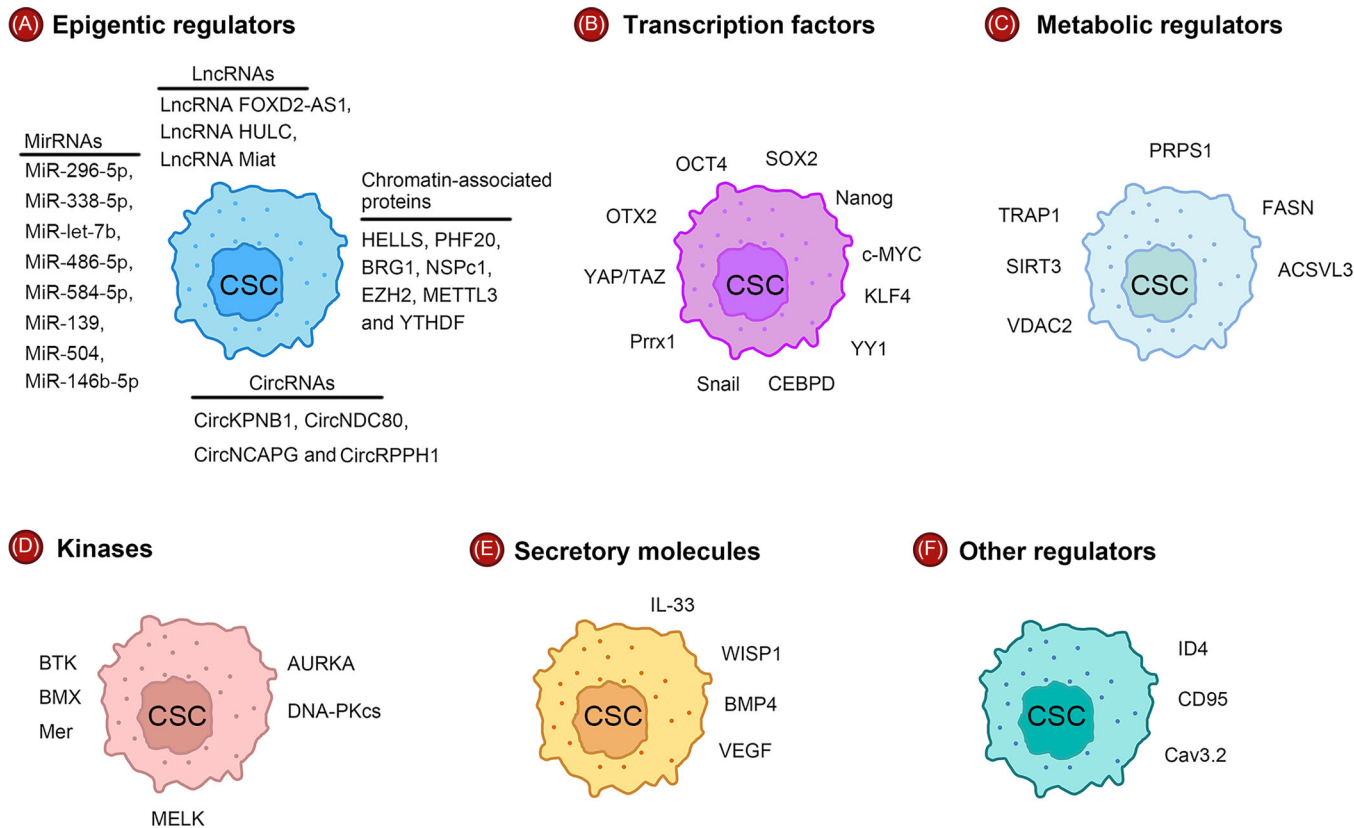 (A) Epigentic regulators
LncRNAs
LncRNA FOXD2-AS1,
LncRNA HULC,
LncRNA Miat
MirRNAs
MiR-296-5p,
MiR-338-5p,
MiR-let-7b,
MiR-486-5p,
MiR-584-5p,
MiR-139,
MiR-504,
MiR-146b-5p
Chromatin-associated
proteins
HELLS, PHF20,
BRG1, NSPc1,
EZH2, METTL3
and YTHDF
CSC
CircRNAs
CircKPNB1, CircNDC80,
CircNCAPG and CircRPPH1
(B) Transcription factors
OCT4
SOX2
Nanog
OTX2
c-MYC
YAP/TAZ
CSC
KLF4
Prrx1
YY1
Snail
CEBPD
(C) Metabolic regulators
PRPS1
TRAP1
FASN
SIRT3
CSC
ACSVL3
VDAC2
(D) Kinases
BTK
AURKA
BMX
CSC
DNA-PKcs
Mer
MELK
(E) Secretory molecules
IL-33
WISP1
BMP4
CSC
VEGF
(F) Other regulators
ID4
CD95
CSC
Cav3.2